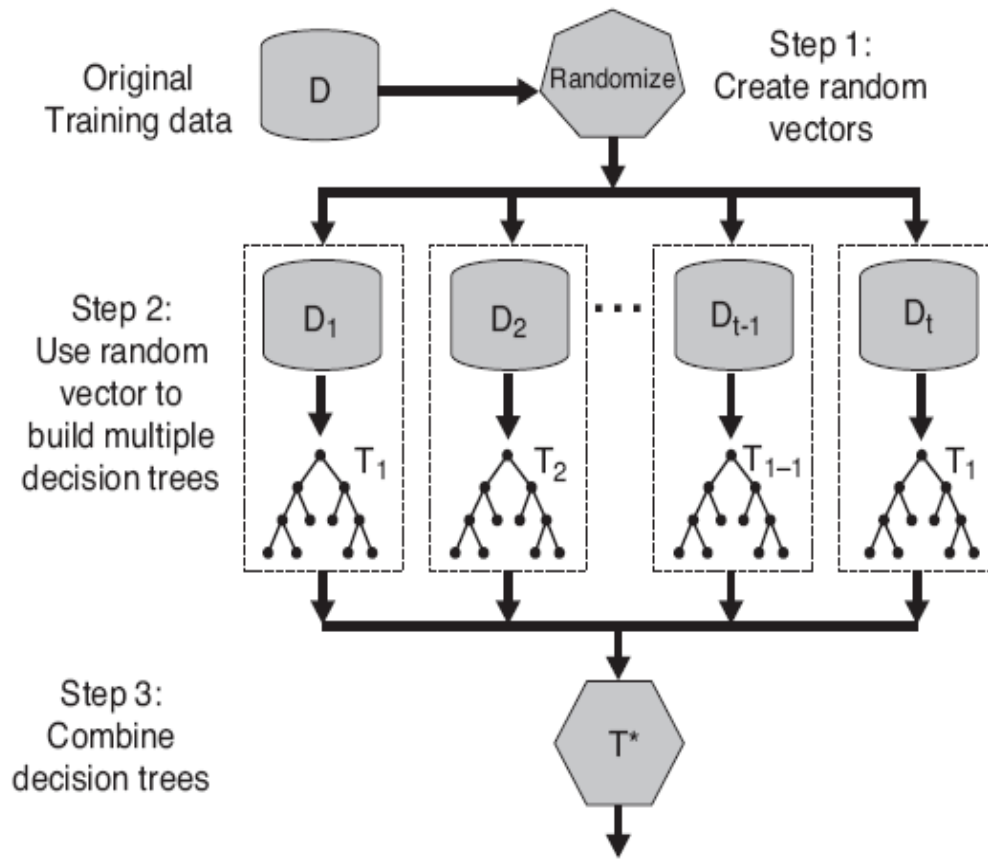 Original
Training data
D
Randomize
Step 1:
Create random
vectors
Step 2:
Use random
vector to
build multiple
decision trees
D₁
D₂
...
Dₜ₋₁
Dₜ
T₁
T₂
T₁₋₁
T₁
Step 3:
Combine
decision trees
T*